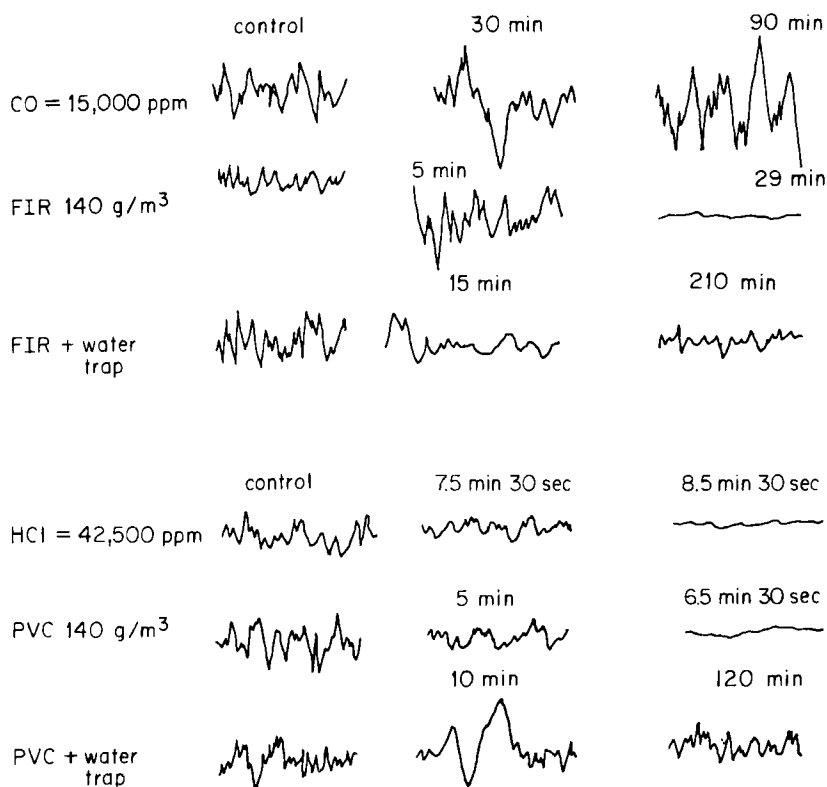 control 30 min 90 min
CO = 15,000 ppm
FIR 140 g/m³ 5 min 29 min
15 min 210 min
FIR + water
trap
control 7.5 min 30 sec 8.5 min 30 sec
HCl = 42,500 ppm
5 min 6.5 min 30 sec
PVC 140 g/m³
10 min 120 min
PVC + water
trap